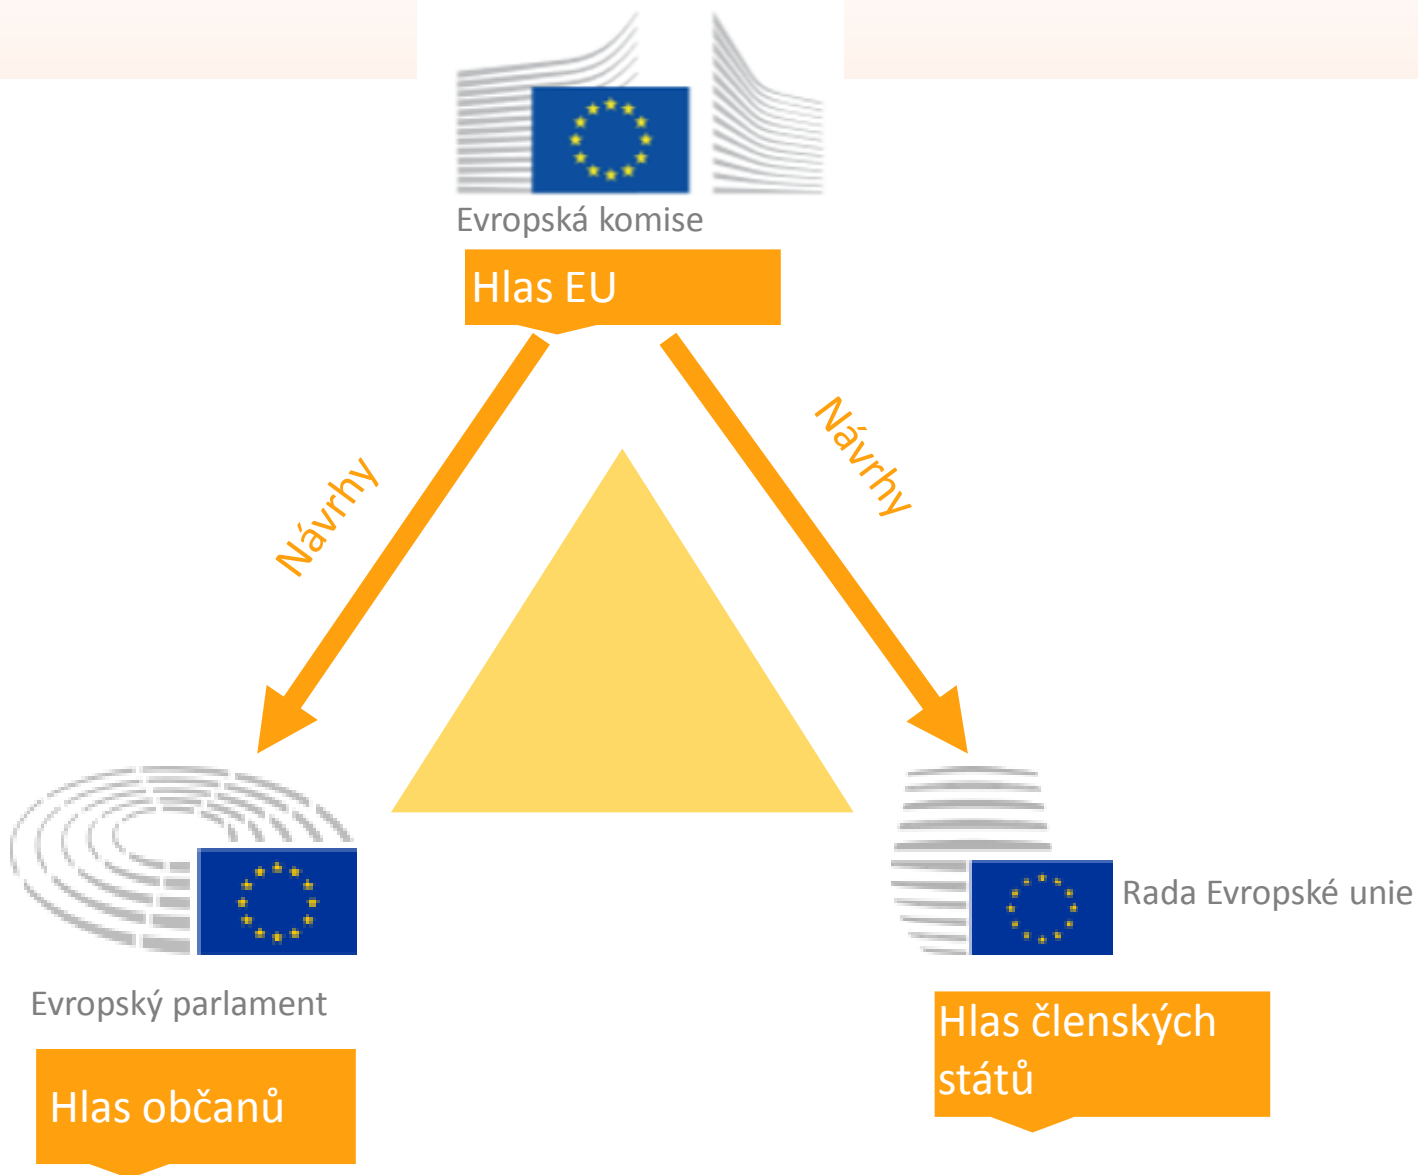 Evropská komise
Hlas EU
Návrhy
Návrhy
Rada Evropské unie
Evropský parlament
Hlas členských
států
Hlas občanů